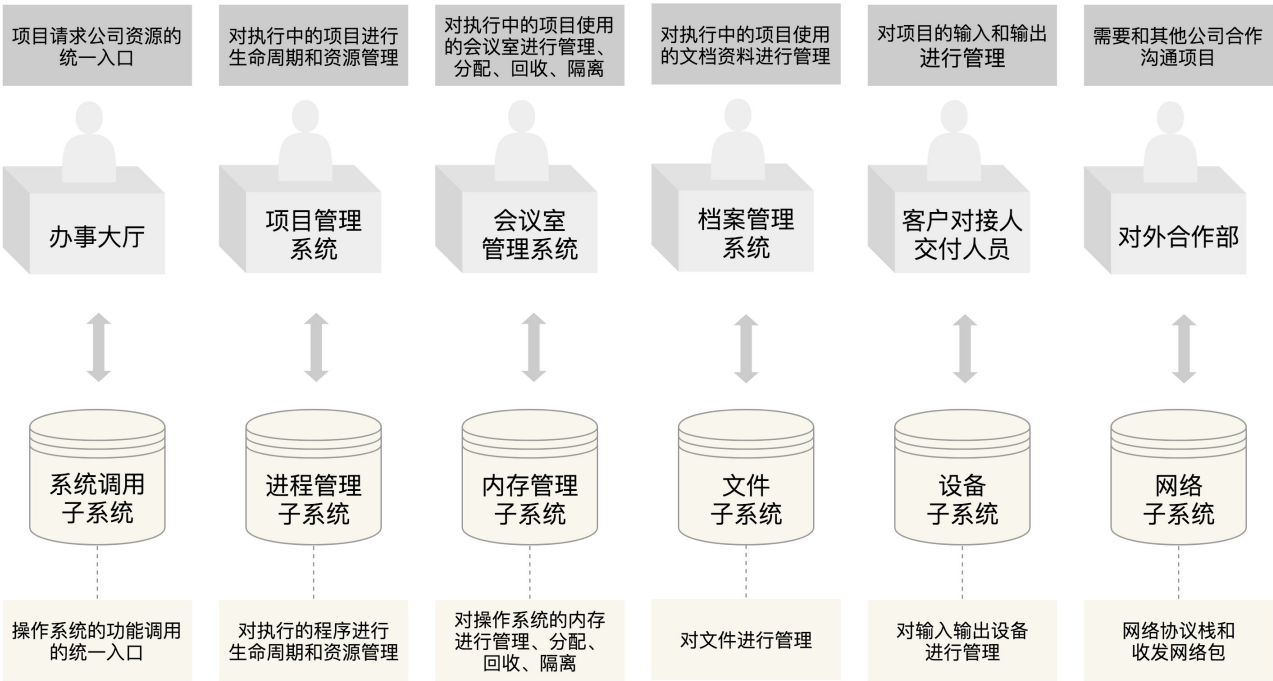 项目请求公司资源的
统一入口
对执行中的项目进行
生命周期和资源管理
对执行中的项目使用
的会议室进行管理、
分配、回收、隔离
对执行中的项目使用
的文档资料进行管理
对项目的输入和输出
进行管理
需要和其他公司合作
沟通项目
办事大厅
项目管理
系统
会议室
管理系统
档案管理
系统
客户对接人
交付人员
对外合作部
系统调用
子系统
进程管理
子系统
内存管理
子系统
文件
子系统
设备
子系统
网络
子系统
操作系统的功能调用
的统一入口
对执行的程序进行
生命周期和资源管理
对操作系统的内存
进行管理、分配、
回收、隔离
对文件进行管理
对输入输出设备
进行管理
网络协议栈和
收发网络包